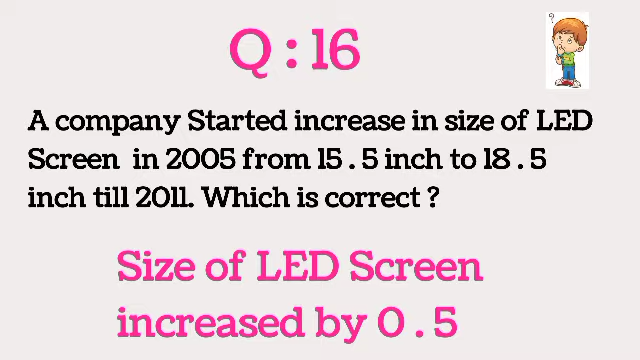 Q : 16
A company Started increase in size of LED
Screen in 2005 from 15 . 5 inch to 18 . 5
inch till 2011. Which is correct ?
Size of LED Screen
increased by 0 . 5